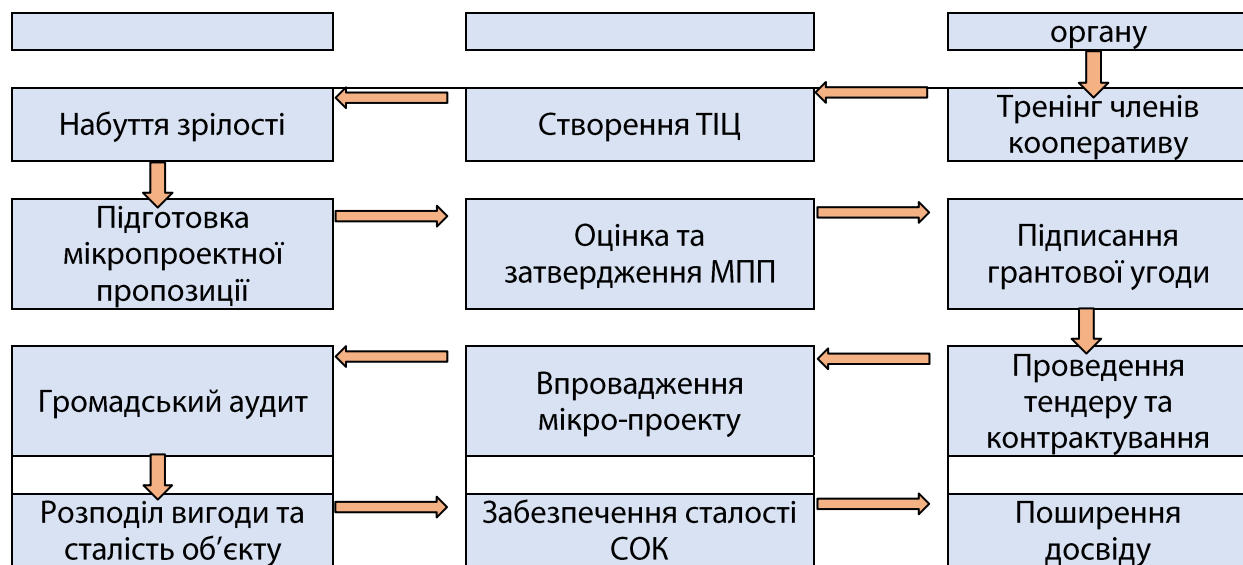 органу
Набуття зрілості
Створення ТІЦ
Тренінг членів
кооперативу
Підготовка
мікропроектної
пропозиції
Оцінка та
затвердження МПП
Підписання
грантової угоди
Громадський аудит
Впровадження
мікро-проекту
Проведення
тендеру та
контрактування
Розподіл вигоди та
сталість об’єкту
Забезпечення сталості
СОК
Поширення
досвіду